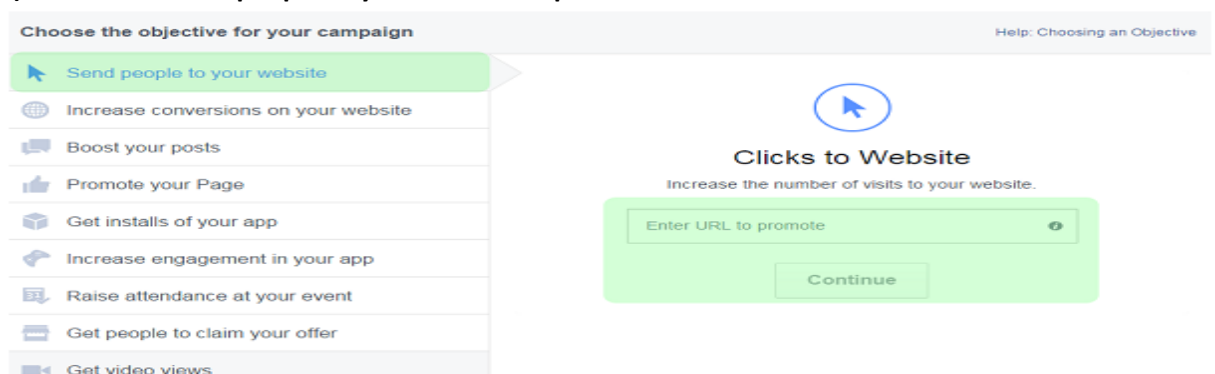 Choose the objective for your campaign
Help: Choosing an Objective
Send people to your website
Increase conversions on your website
Boost your posts
Promote your Page
Get installs of your app
Increase engagement in your app
Raise attendance at your event
Get people to claim your offer
Get video views
Clicks to Website
Increase the number of visits to your website.
Enter URL to promote
Continue